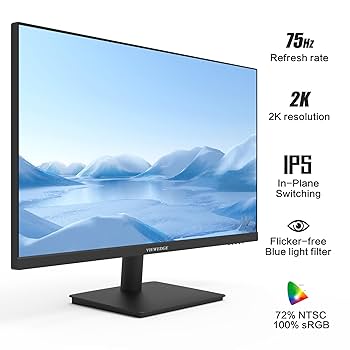 75Hz
Refresh rate
2K
2K resolution
IPS
In-Plane
Switching
Flicker-free
Blue light filter
72% NTSC
100% sRGB
VIEWEDGE